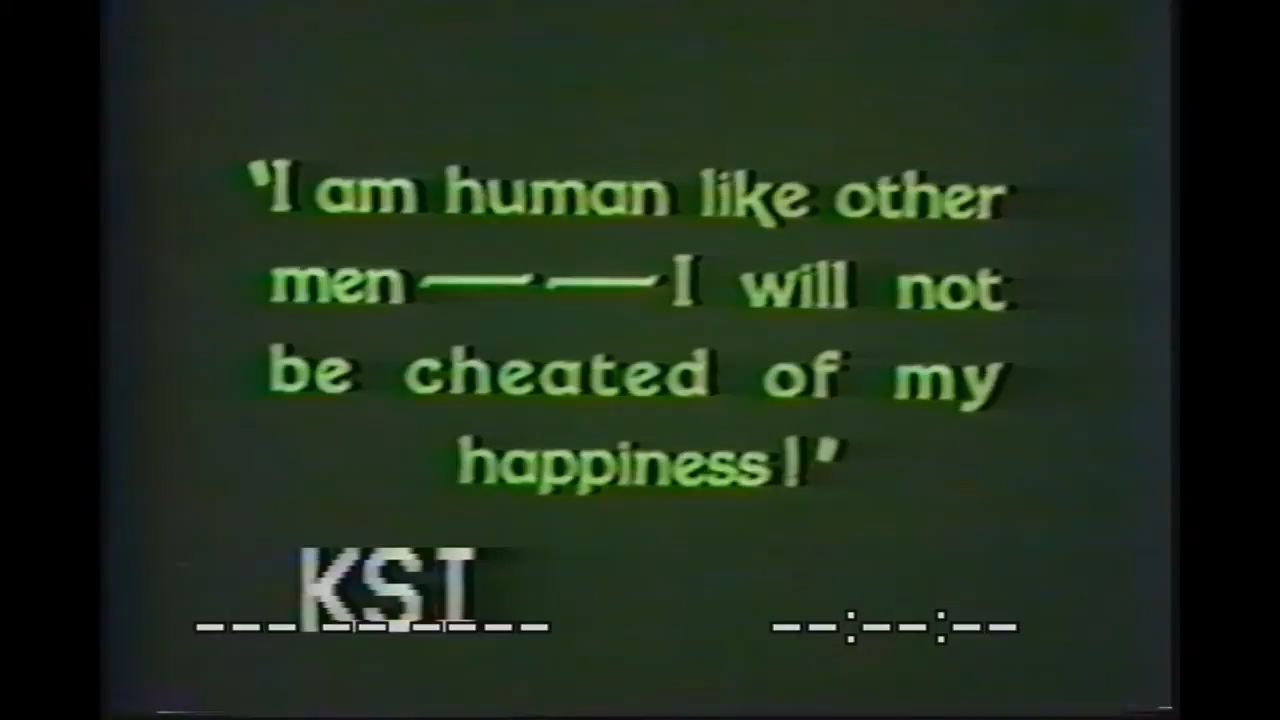 "I am human like other
men — — I will not
be cheated of my
happiness!"
KSI
--- -- ----   --:--:--